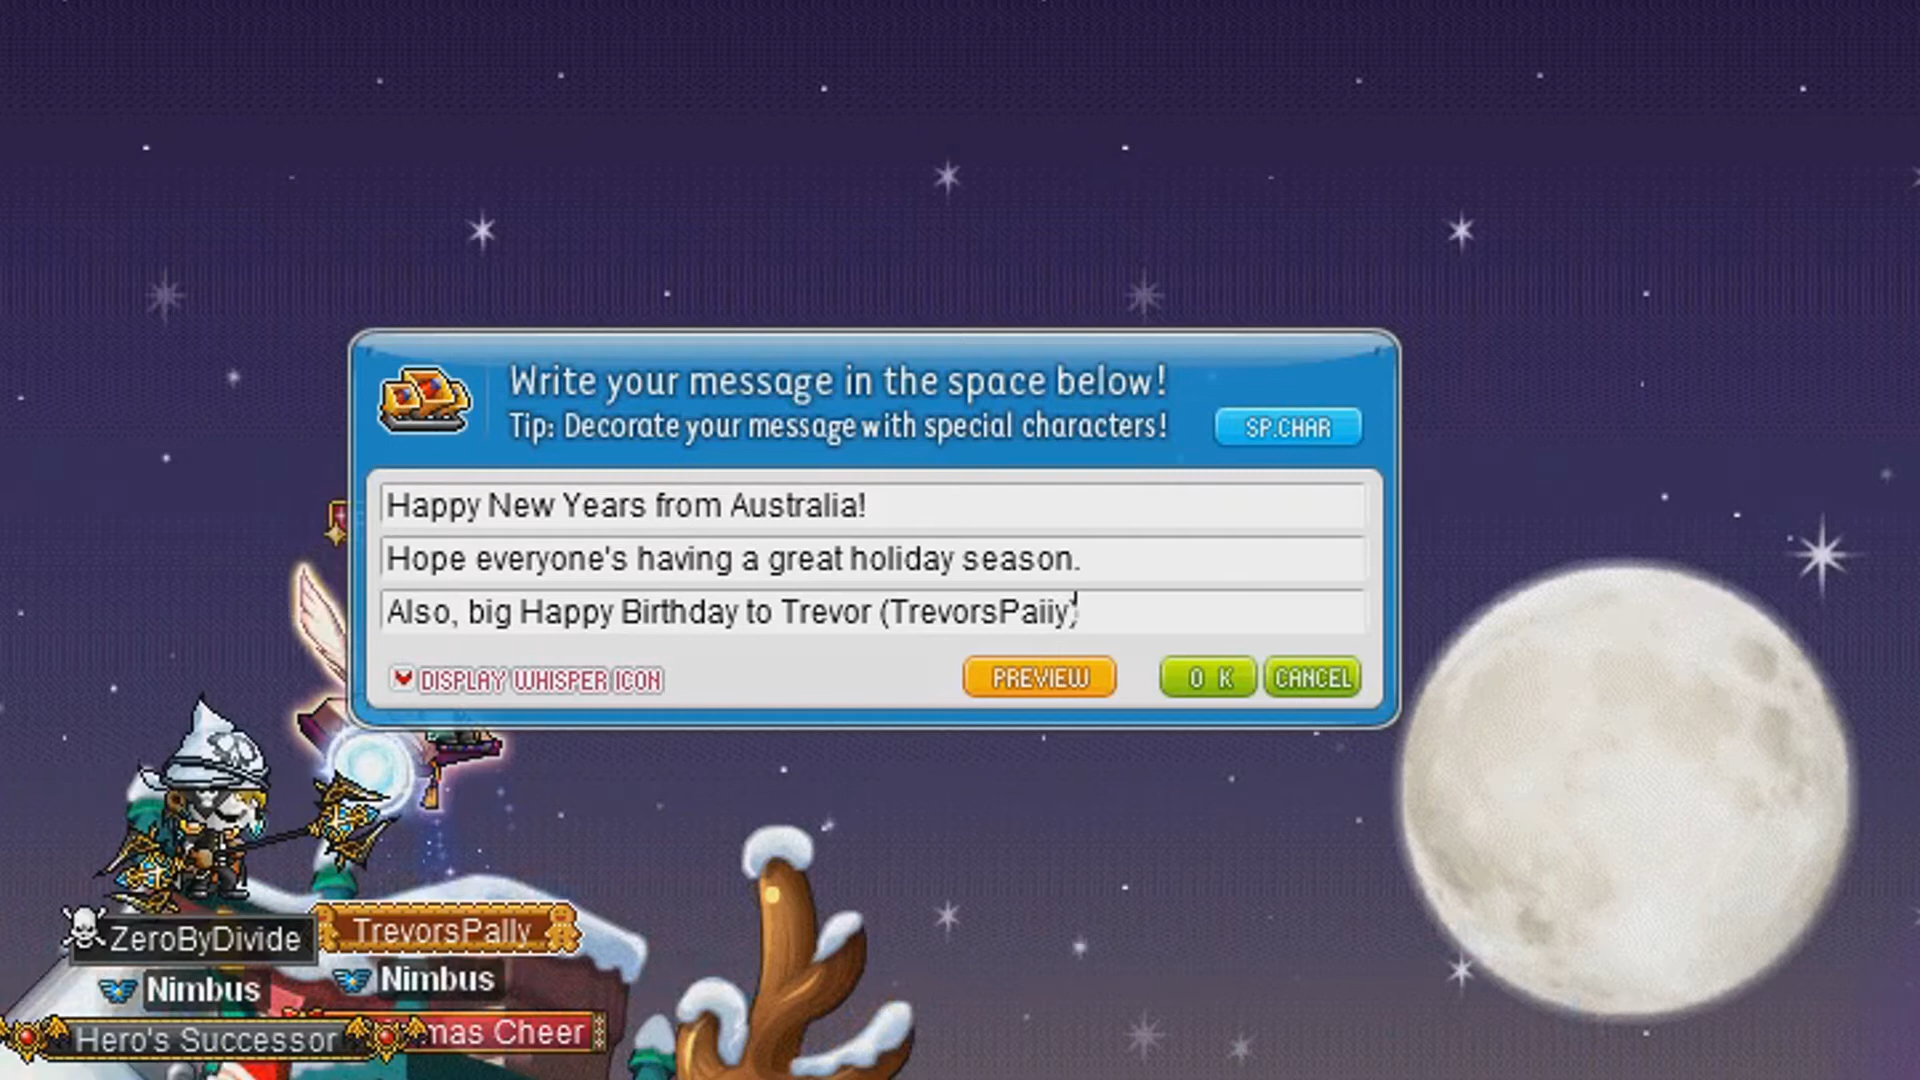 Write your message in the space below!
Tip: Decorate your message with special characters!
SP.CHAR
Happy New Years from Australia!
Hope everyone's having a great holiday season.
Also, big Happy Birthday to Trevor (TrevorsPaiiy)
DISPLAY WHISPER ICON
PREVIEW
O K
CANCEL
ZeroByDivide
TrevorsPally
Nimbus
Nimbus
Hero's Successor
mas Cheer